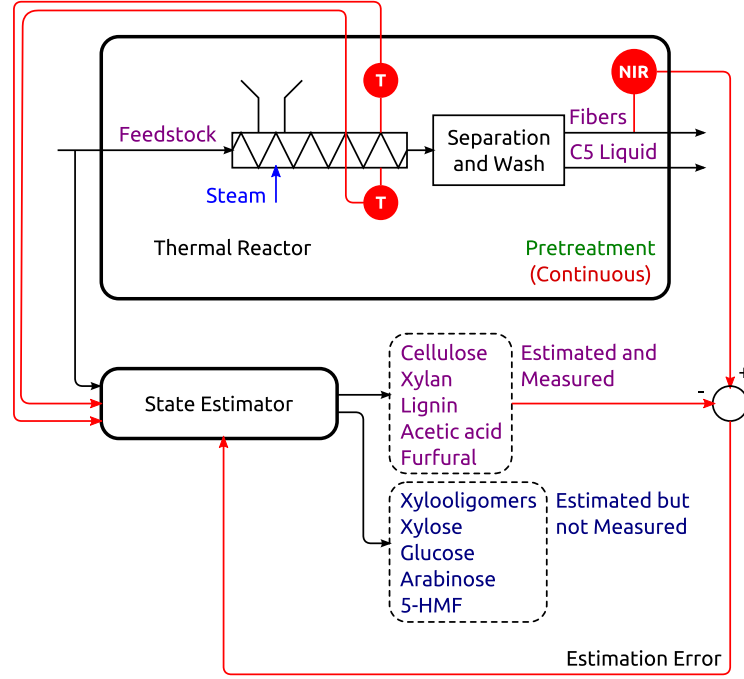 T
NIR
Feedstock
Fibers
Separation
and Wash
C5 Liquid
Steam
T
Thermal Reactor
Pretreatment
(Continuous)
Cellulose
Xylan
Lignin
Acetic acid
Furfural
Estimated and
Measured
+
-
State Estimator
Xylooligomers
Xylose
Glucose
Arabinose
5-HMF
Estimated but
not Measured
Estimation Error